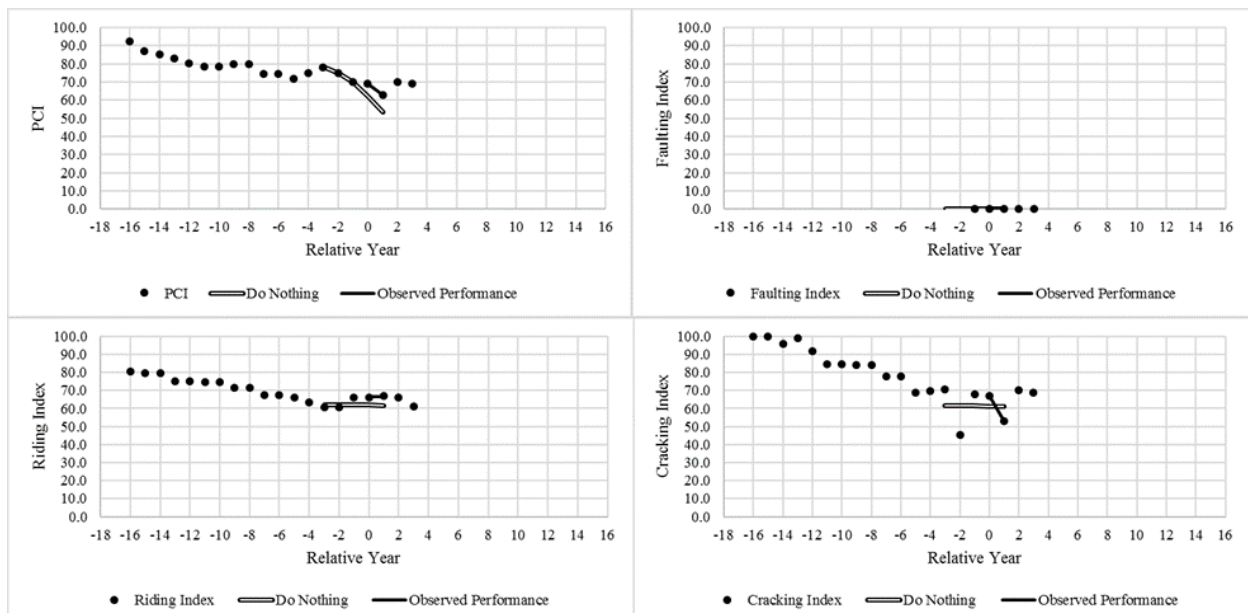 100.0
90.0
80.0
70.0
60.0
50.0
40.0
30.0
20.0
10.0
0.0
PCI
-18 -16 -14 -12 -10 -8 -6 -4 -2 0 2 4 6 8 10 12 14 16
Relative Year
PCI Do Nothing Observed Performance
100.0
90.0
80.0
70.0
60.0
50.0
40.0
30.0
20.0
10.0
0.0
Faulting Index
-18 -16 -14 -12 -10 -8 -6 -4 -2 0 2 4 6 8 10 12 14 16
Relative Year
Faulting Index Do Nothing Observed Performance
100.0
90.0
80.0
70.0
60.0
50.0
40.0
30.0
20.0
10.0
0.0
Riding Index
-18 -16 -14 -12 -10 -8 -6 -4 -2 0 2 4 6 8 10 12 14 16
Relative Year
Riding Index Do Nothing Observed Performance
100.0
90.0
80.0
70.0
60.0
50.0
40.0
30.0
20.0
10.0
0.0
Cracking Index
-18 -16 -14 -12 -10 -8 -6 -4 -2 0 2 4 6 8 10 12 14 16
Relative Year
Cracking Index Do Nothing Observed Performance